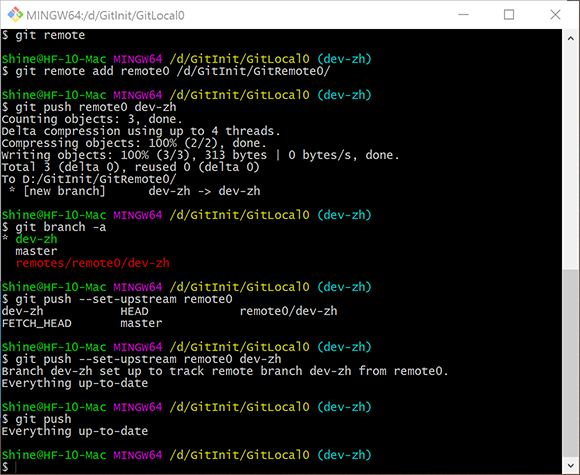 MINGW64:/d/GitInit/GitLocal0
$ git remote
Shine@HF-10-Mac MINGW64 /d/GitInit/GitLocal0 (dev-zh)
$ git remote add remote0 /d/GitInit/GitRemote0/
Shine@HF-10-Mac MINGW64 /d/GitInit/GitLocal0 (dev-zh)
$ git push remote0 dev-zh
Counting objects: 3, done.
Delta compression using up to 4 threads.
Compressing objects: 100% (2/2), done.
Writing objects: 100% (3/3), 313 bytes | 0 bytes/s, done.
Total 3 (delta 0), reused 0 (delta 0)
To D:/GitInit/GitRemote0/
 * [new branch]      dev-zh -> dev-zh
Shine@HF-10-Mac MINGW64 /d/GitInit/GitLocal0 (dev-zh)
$ git branch -a
* dev-zh
  master
  remotes/remote0/dev-zh
Shine@HF-10-Mac MINGW64 /d/GitInit/GitLocal0 (dev-zh)
$ git push --set-upstream remote0
dev-zh           HEAD             remote0/dev-zh
FETCH_HEAD       master
Shine@HF-10-Mac MINGW64 /d/GitInit/GitLocal0 (dev-zh)
$ git push --set-upstream remote0 dev-zh
Branch dev-zh set up to track remote branch dev-zh from remote0.
Everything up-to-date
Shine@HF-10-Mac MINGW64 /d/GitInit/GitLocal0 (dev-zh)
$ git push
Everything up-to-date
Shine@HF-10-Mac MINGW64 /d/GitInit/GitLocal0 (dev-zh)
$